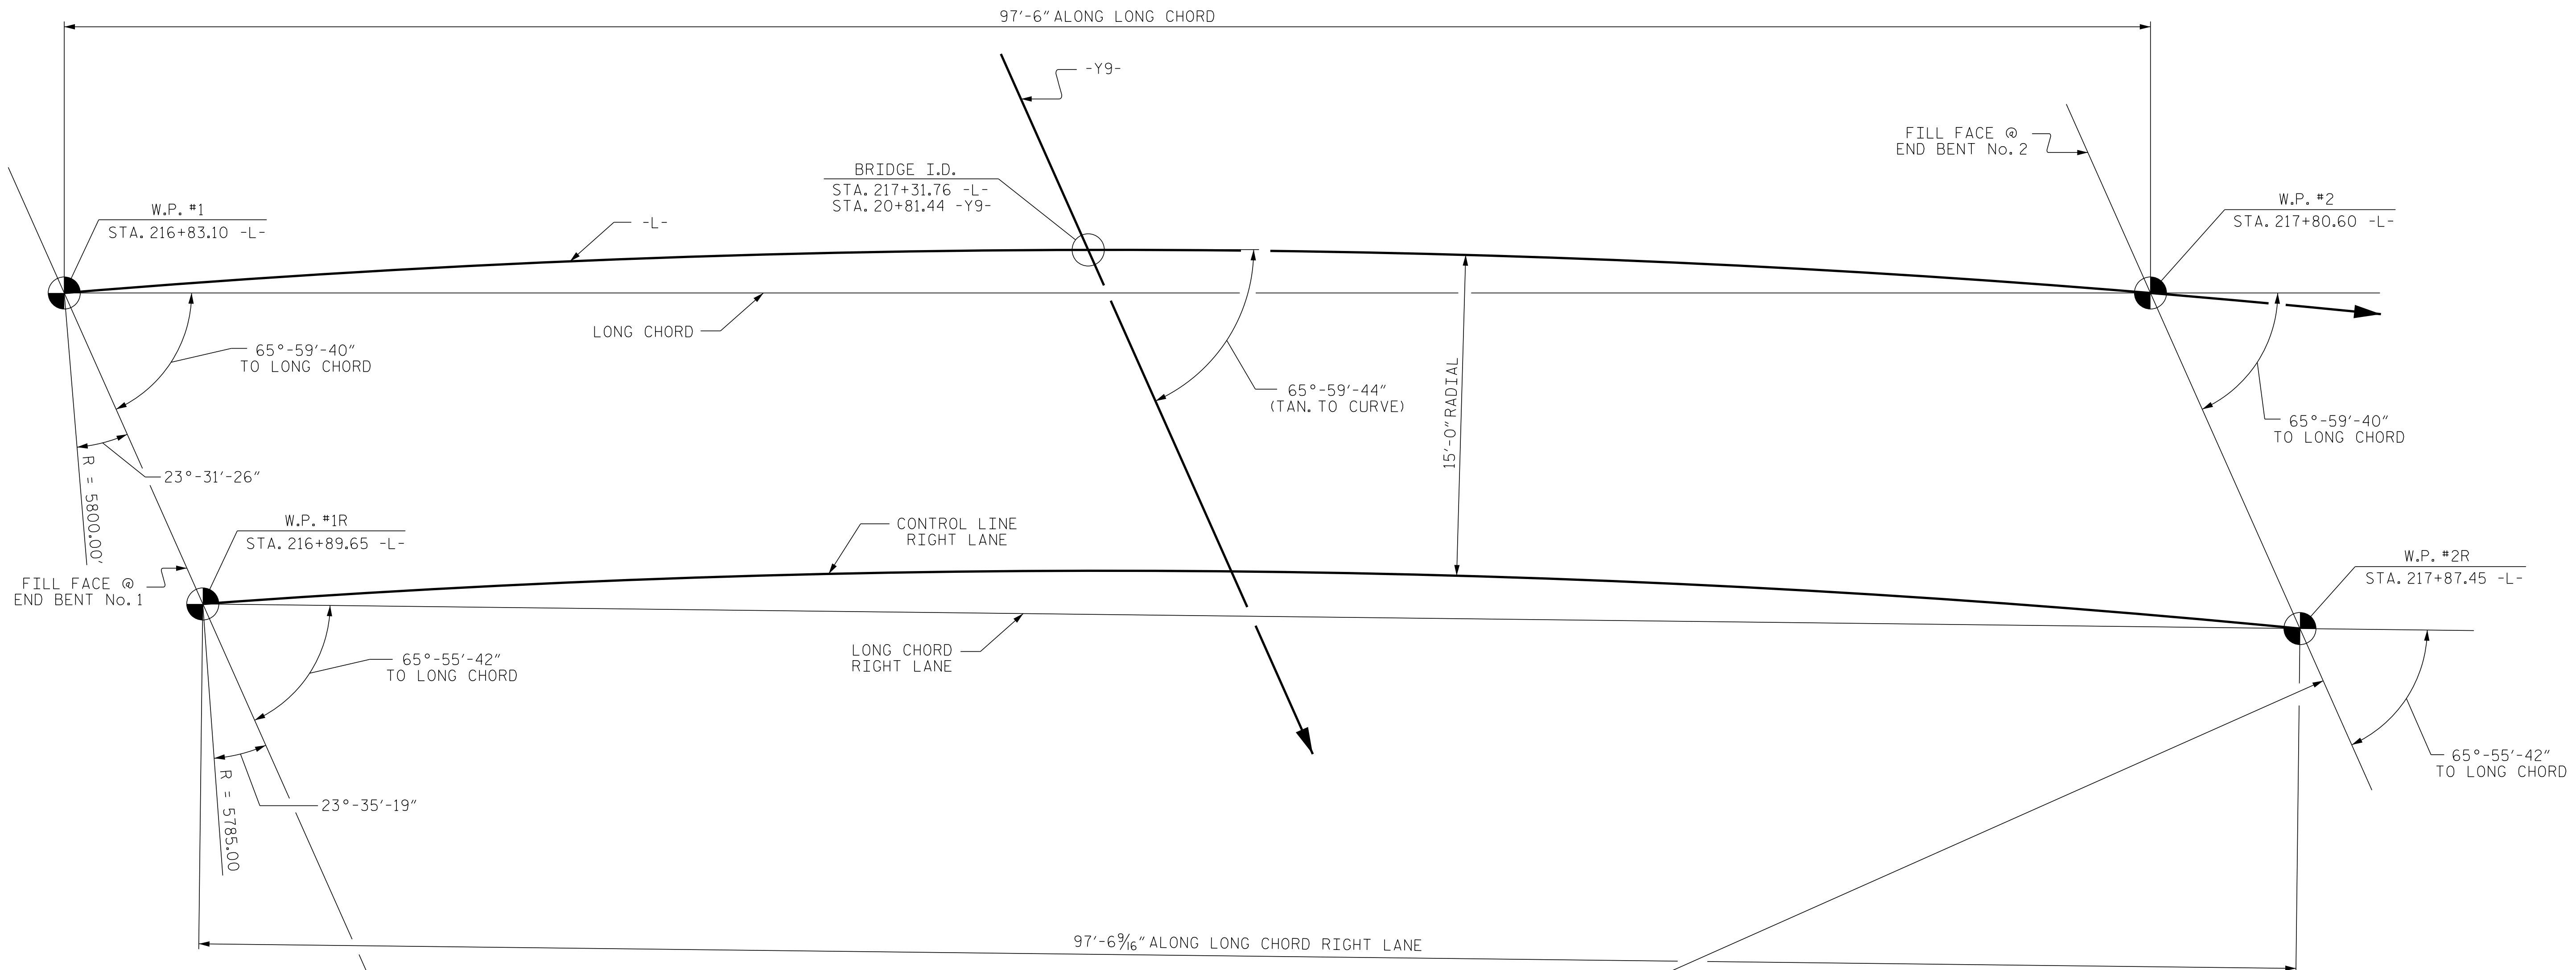 97'-6" ALONG LONG CHORD
-Y9-
FILL FACE @
END BENT No. 2
BRIDGE I.D.
STA. 217+31.76 -L-
STA. 20+81.44 -Y9-
W.P. #1
STA. 216+83.10 -L-
-L-
W.P. #2
STA. 217+80.60 -L-
LONG CHORD
65°-59'-40"
TO LONG CHORD
65°-59'-44"
(TAN. TO CURVE)
15'-0" RADIAL
65°-59'-40"
TO LONG CHORD
23°-31'-26"
R = 5800.00'
W.P. #1R
STA. 216+89.65 -L-
CONTROL LINE
RIGHT LANE
FILL FACE @
END BENT No. 1
W.P. #2R
STA. 217+87.45 -L-
65°-55'-42"
TO LONG CHORD
LONG CHORD
RIGHT LANE
65°-55'-42"
TO LONG CHORD
R = 5785.00
23°-35'-19"
97'-6 9/16" ALONG LONG CHORD RIGHT LANE